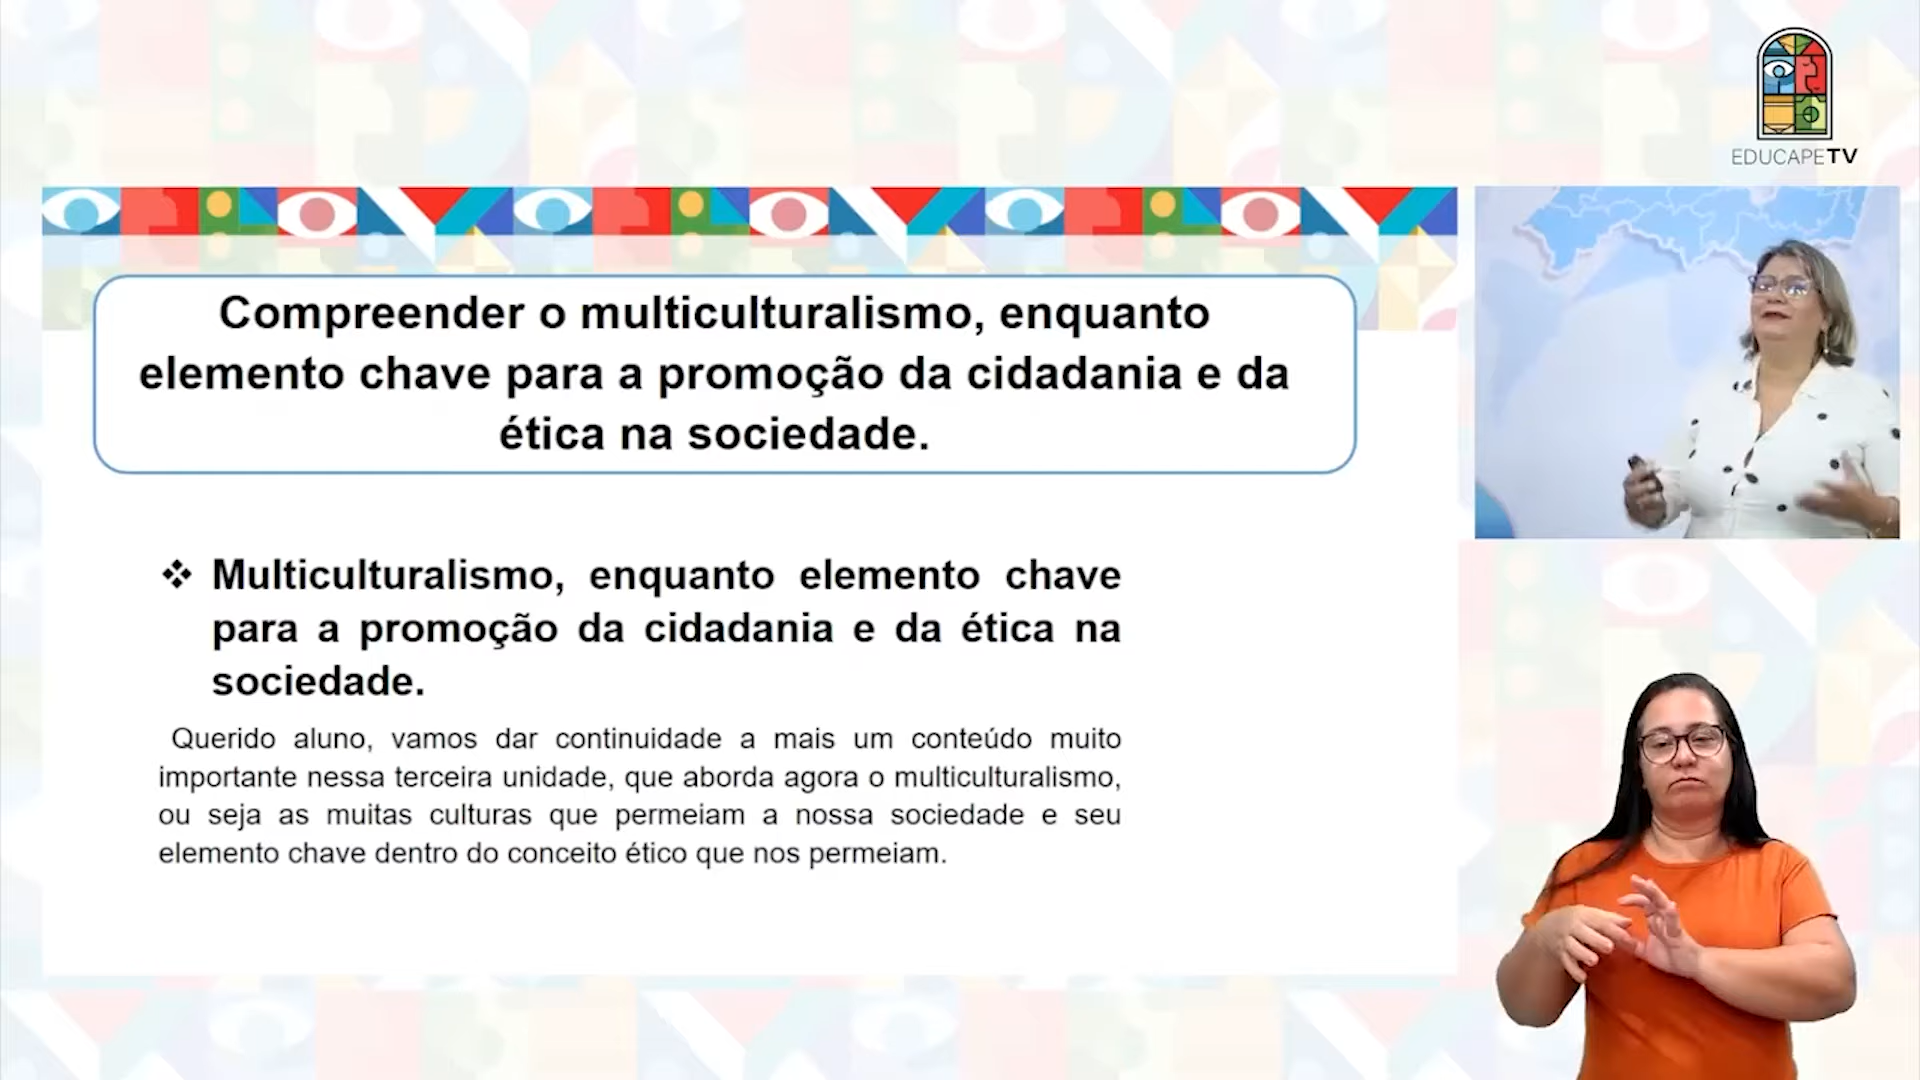 EDUCAPETV
Compreender o multiculturalismo, enquanto
elemento chave para a promoção da cidadania e da
ética na sociedade.
❖ Multiculturalismo, enquanto elemento chave
para a promoção da cidadania e da ética na
sociedade.
Querido aluno, vamos dar continuidade a mais um conteúdo muito
importante nessa terceira unidade, que aborda agora o multiculturalismo,
ou seja as muitas culturas que permeiam a nossa sociedade e seu
elemento chave dentro do conceito ético que nos permeiam.